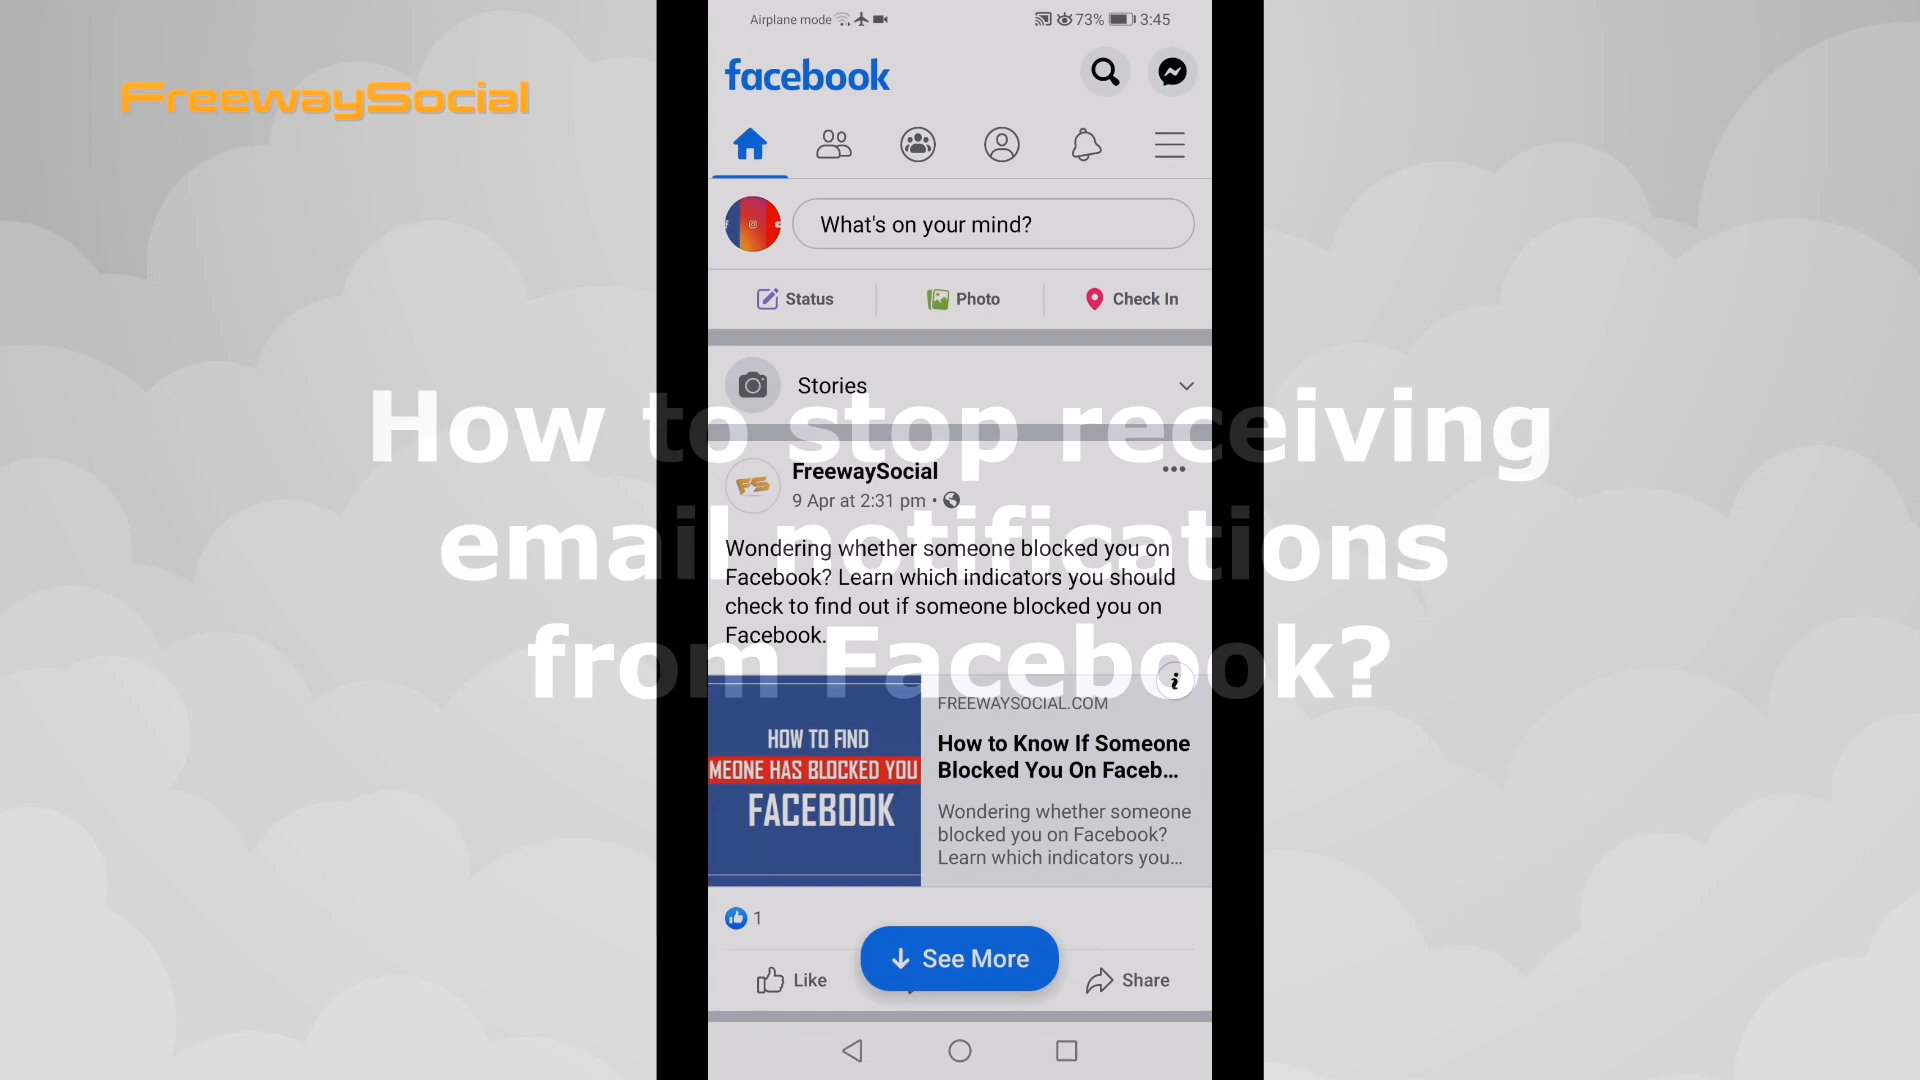 Airplane mode 73% 3:45
FreewaySocial
facebook
What's on your mind?
Status Photo Check In
Stories
How to stop receiving
email notifications
from Facebook?
FreewaySocial
9 Apr at 2:31 pm •
Wondering whether someone blocked you on
Facebook? Learn which indicators you should
check to find out if someone blocked you on
Facebook.
HOW TO FIND
MEONE HAS BLOCKED YOU
FACEBOOK
FREEWAYSOCIAL.COM
How to Know If Someone
Blocked You On Faceb...
Wondering whether someone
blocked you on Facebook?
Learn which indicators you...
1
See More
Like Share